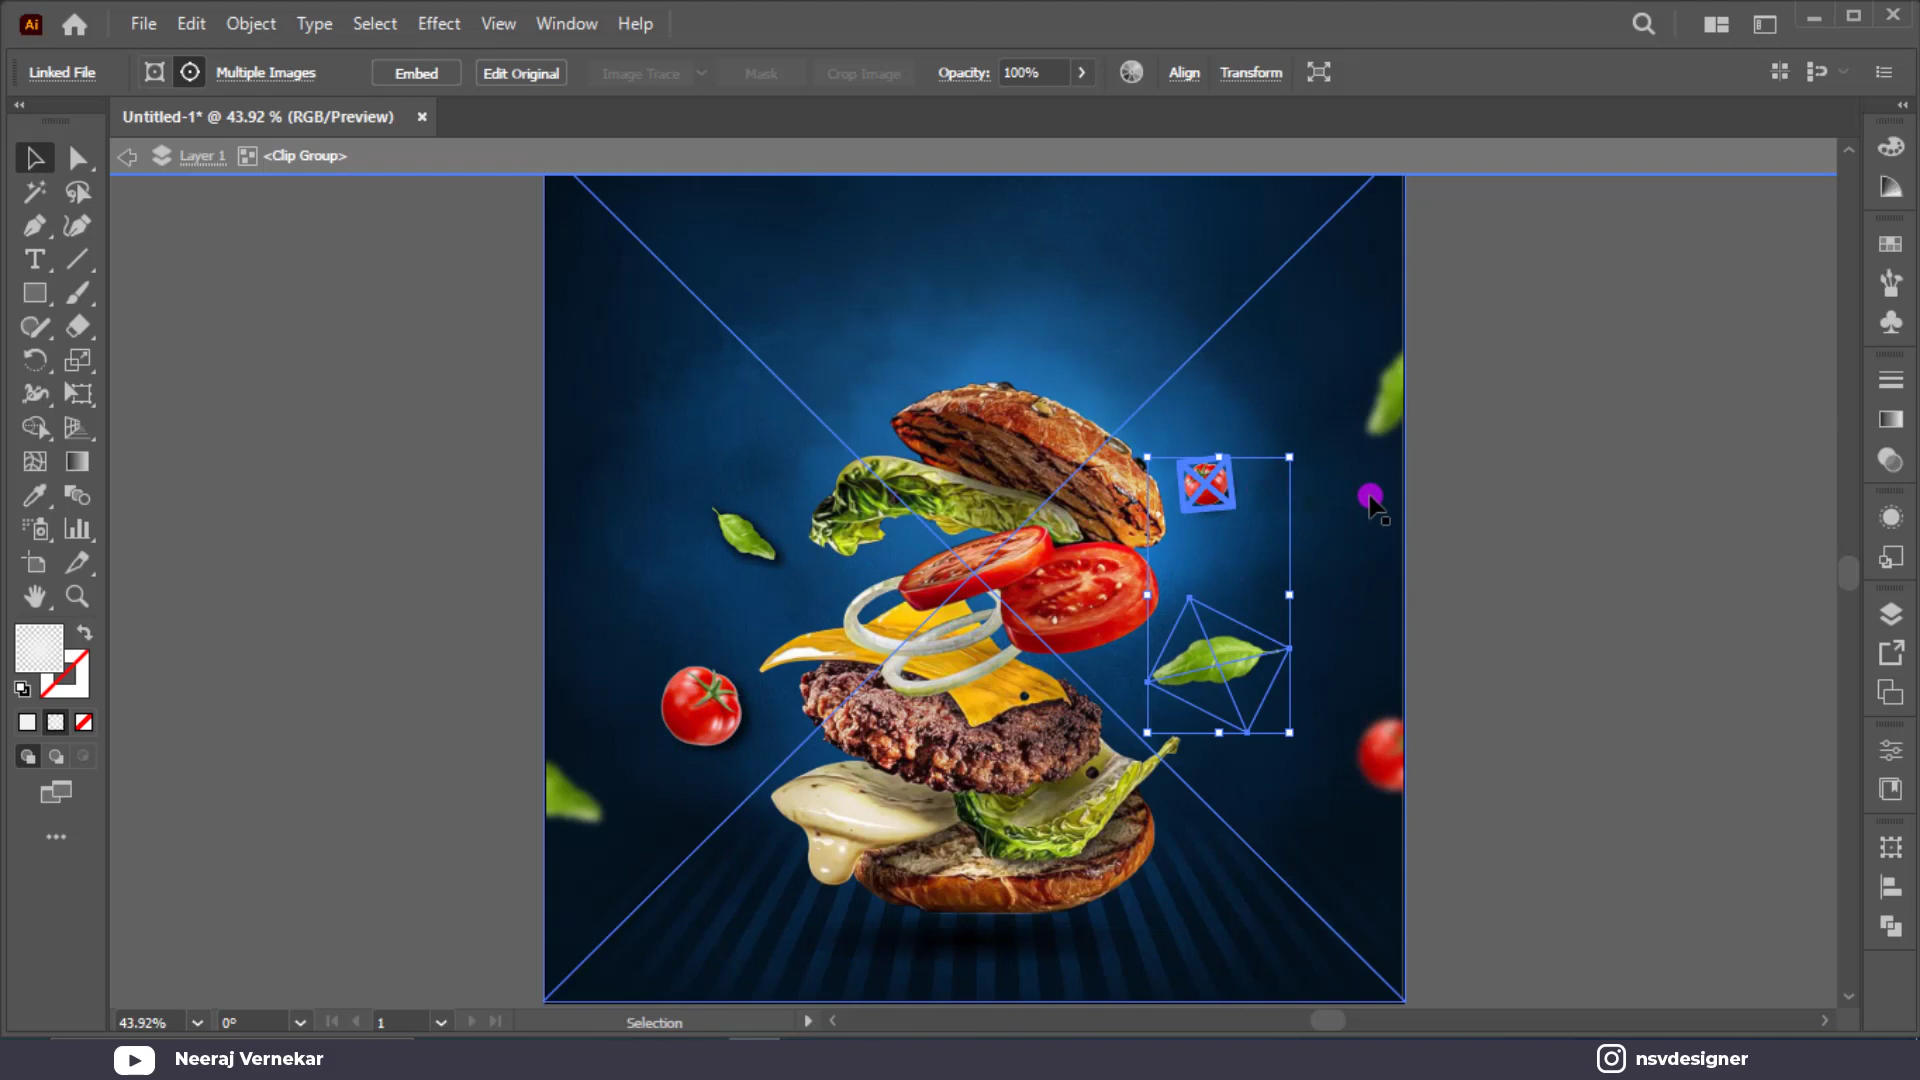 Ai File Edit Object Type Select Effect View Window Help
Linked File Multiple Images Embed Edit Original Image Trace Mask Crop Image Opacity: 100% Align Transform
Untitled-1* @ 43.92 % (RGB/Preview) ×
Layer 1 <Clip Group>
43.92% 0° 1 Selection
Neeraj Vernekar nsvdesigner